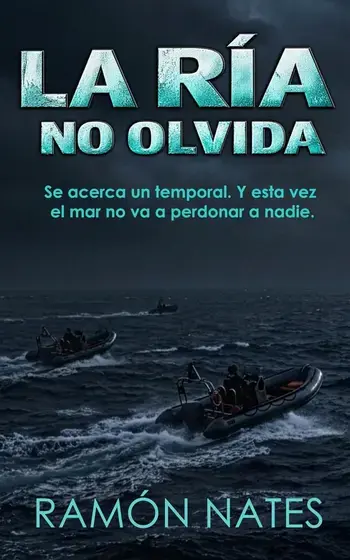 LA RÍA
NO OLVIDA
Se acerca un temporal. Y esta vez
el mar no va a perdonar a nadie.
RAMÓN NATES